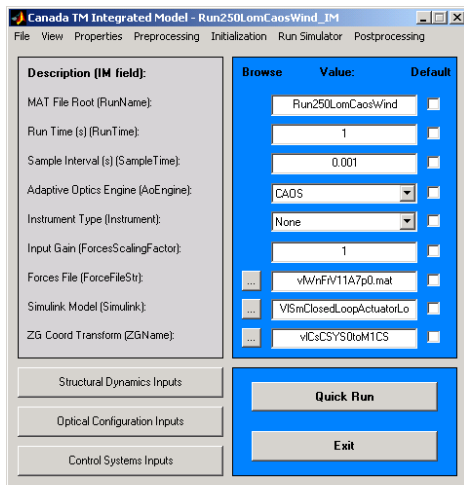 Canada TM Integrated Model - Run250LomCaosWind_IM
File View Properties Preprocessing Initialization Run Simulator Postprocessing
Description (IM field): Browse Value: Default
MAT File Root (RunName): Run250LomCaosWind
Run Time (s) (RunTime): 1
Sample Interval (s) (SampleTime): 0.001
Adaptive Optics Engine (AoEngine): CAOS
Instrument Type (Instrument): None
Input Gain (ForcesScalingFactor): 1
Forces File (ForceFileStr): ... vlWnFiV11A7p0.mat
Simulink Model (Simulink): ... VlSmClosedLoopActuatorLo
ZG Coord Transform (ZGName): ... vlCsCSYS0toM1CS
Structural Dynamics Inputs
Optical Configuration Inputs
Control Systems Inputs
Quick Run
Exit